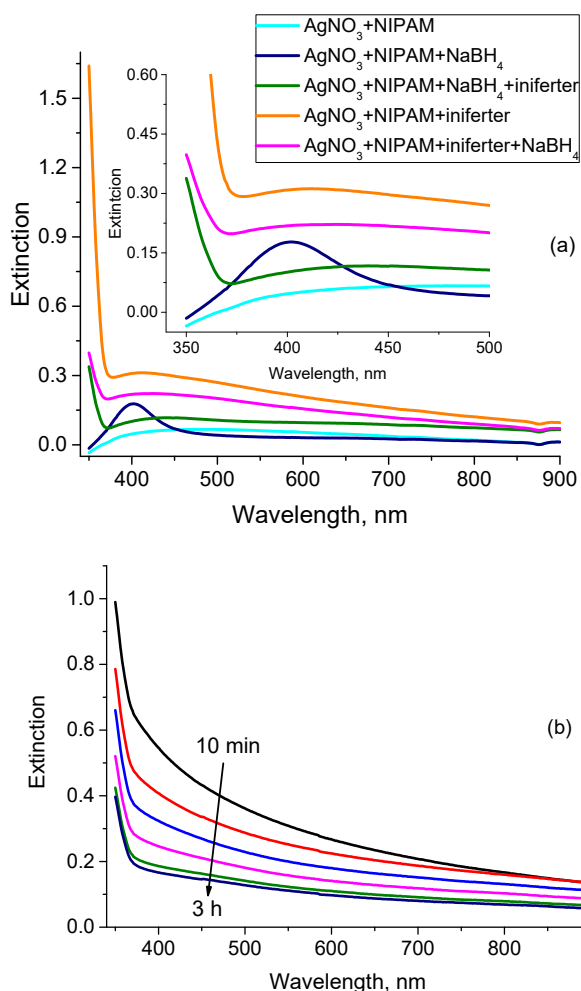 AgNO₃+NIPAM
AgNO₃+NIPAM+NaBH₄
AgNO₃+NIPAM+NaBH₄+iniferter
AgNO₃+NIPAM+iniferter
AgNO₃+NIPAM+iniferter+NaBH₄
1.5
1.2
0.9
0.6
0.3
0.0
Extinction
0.60
0.45
0.30
0.15
0.00
Extintcion
350 400 450 500
Wavelength, nm
(a)
400 500 600 700 800 900
Wavelength, nm
1.0
0.8
0.6
0.4
0.2
0.0
Extinction
10 min
3 h
(b)
400 500 600 700 800
Wavelength, nm